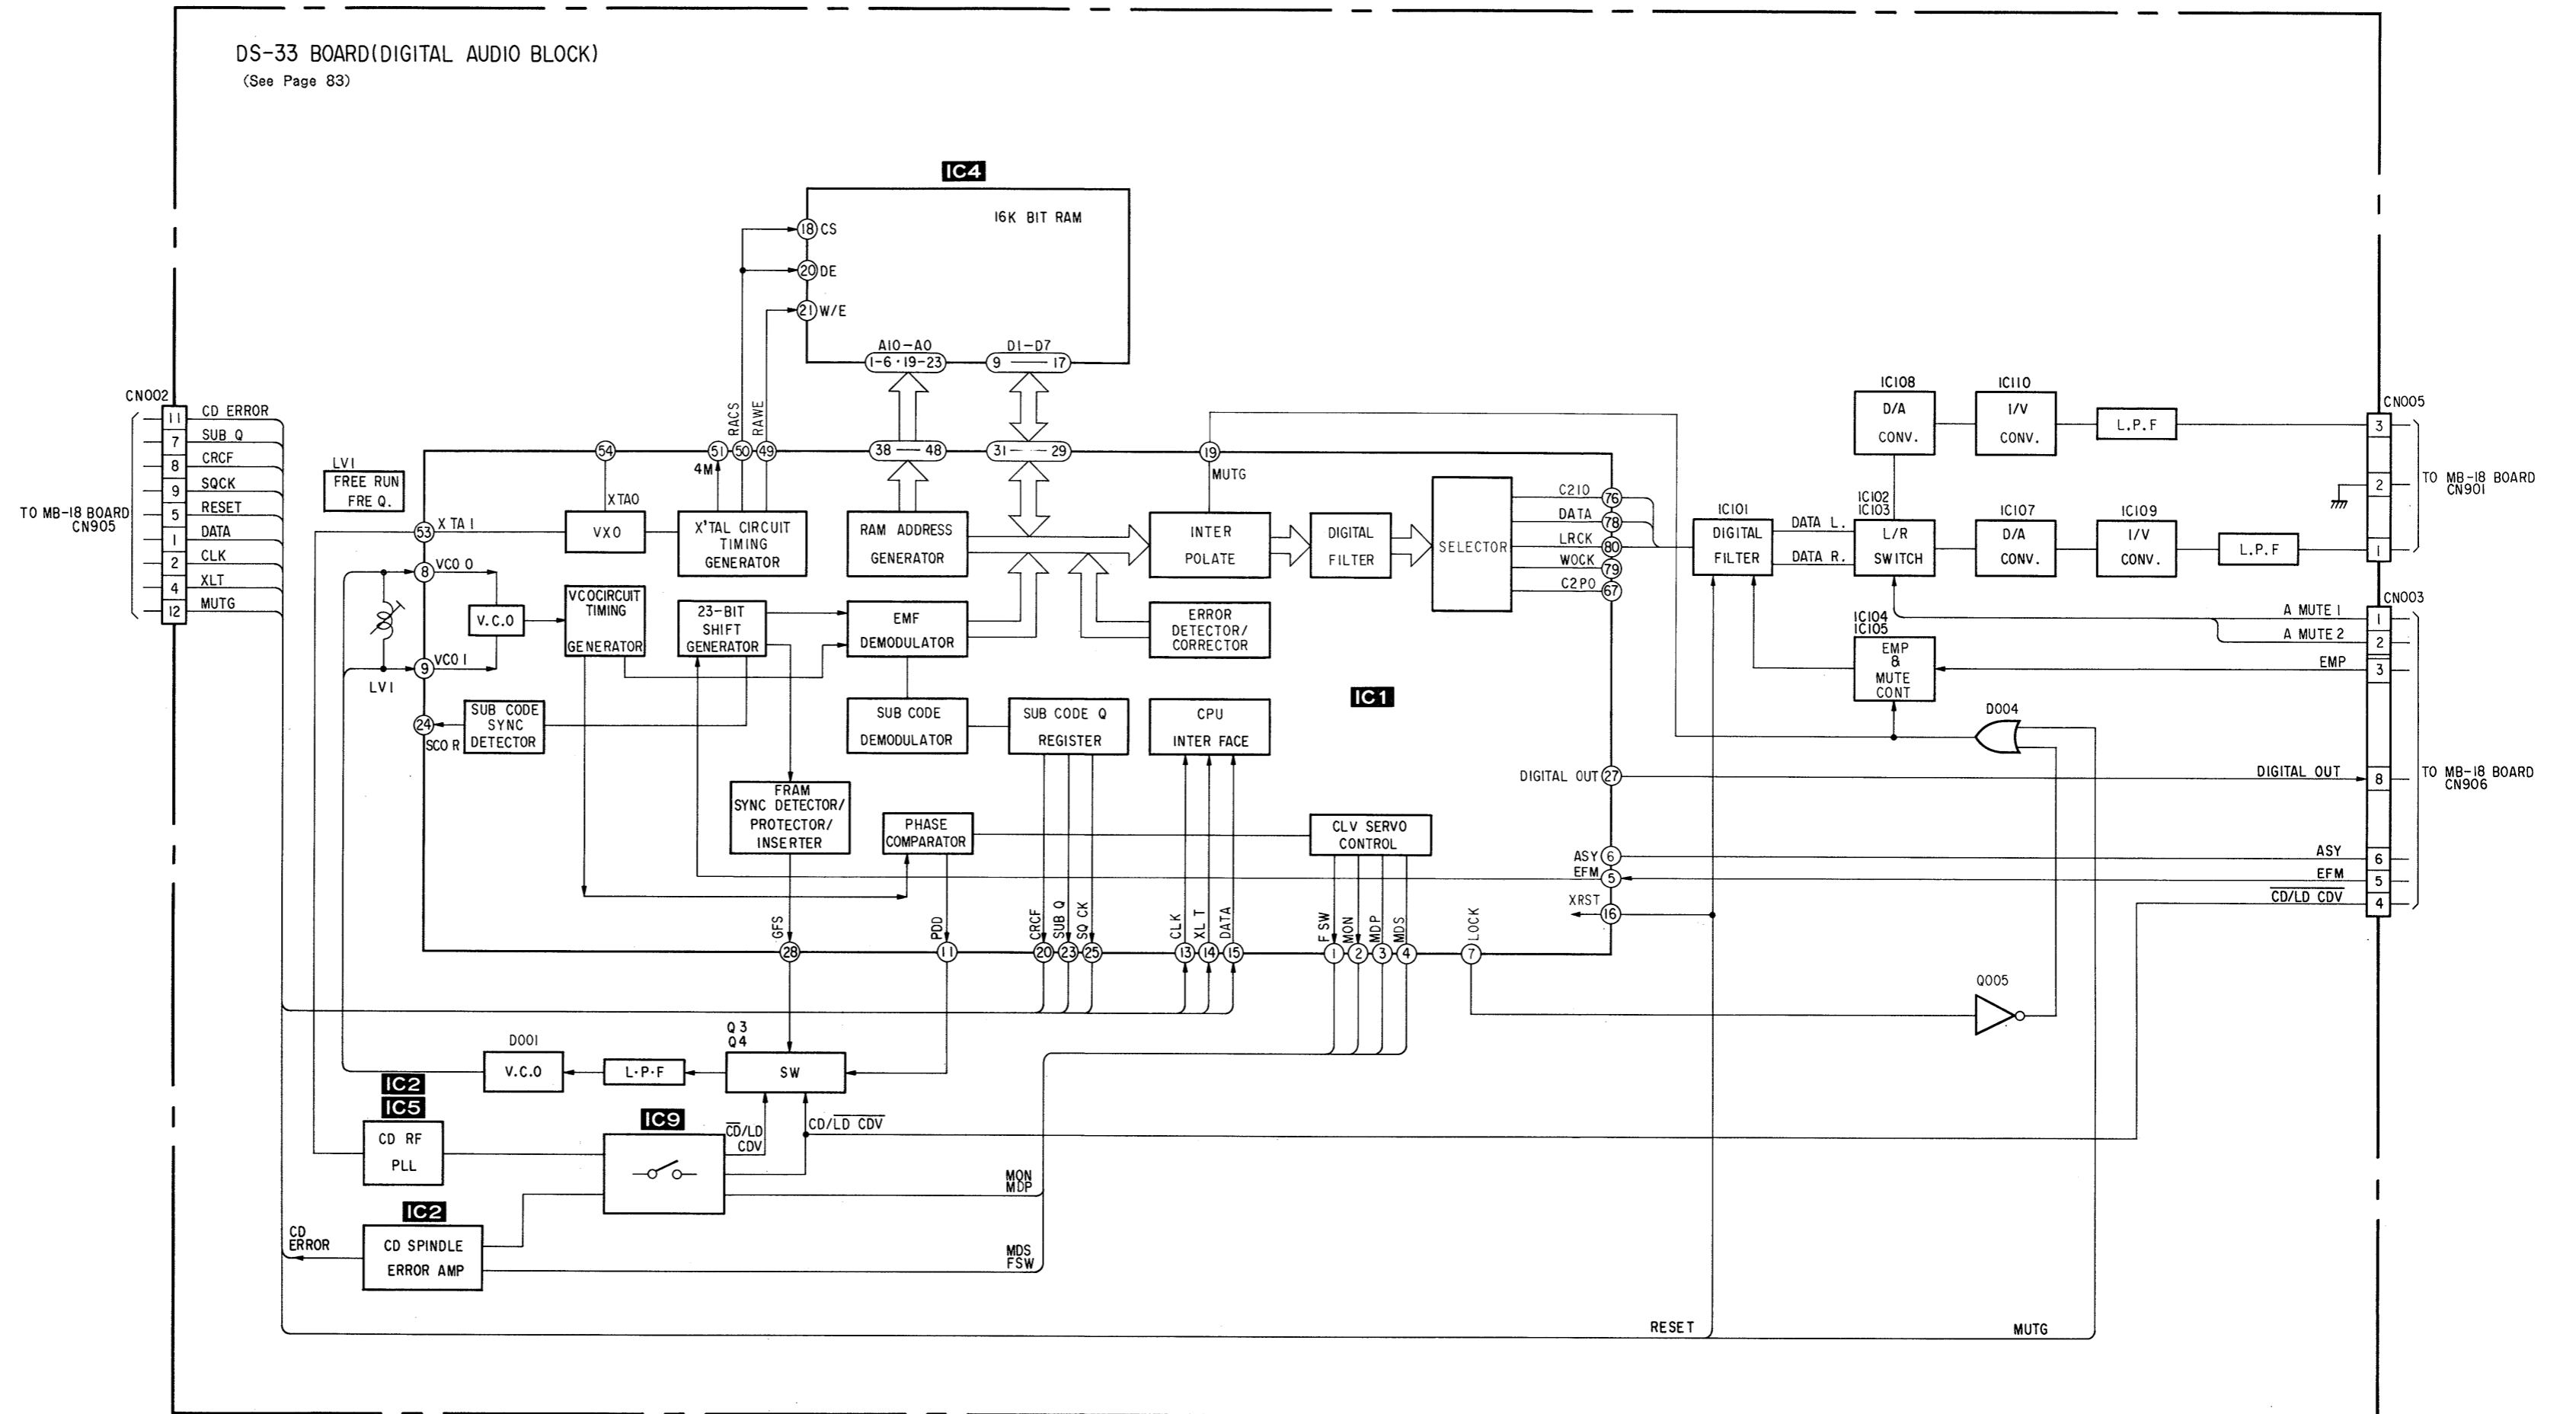 DS-33 BOARD(DIGITAL AUDIO BLOCK)
(See Page 83)
IC4
16K BIT RAM
18 CS
20 DE
21 W/E
A10-A0
1-6·19-23
D1-D7
9 17
RACS
RAWE
CN002
11 CD ERROR
7 SUB Q
8 CRCF
9 SQCK
5 RESET
1 DATA
2 CLK
4 XLT
12 MUTG
TO MB-18 BOARD
CN905
LV1
FREE RUN
FRE Q.
54
51
4M
50
49
38 48
31 29
19
MUTG
XTAO
53 X TA I
VXO
X'TAL CIRCUIT
TIMING
GENERATOR
RAM ADDRESS
GENERATOR
INTER
POLATE
DIGITAL
FILTER
SELECTOR
C2IO 76
DATA 78
LRCK 80
WOCK 79
C2PO 67
8 VCO O
V.C.O
9 VCO I
LV1
VCOCIRCUIT
TIMING
GENERATOR
23-BIT
SHIFT
GENERATOR
EMF
DEMODULATOR
ERROR
DETECTOR/
CORRECTOR
IC1
24
SCO R
SUB CODE
SYNC
DETECTOR
SUB CODE
DEMODULATOR
SUB CODE Q
REGISTER
CPU
INTER FACE
FRAM
SYNC DETECTOR/
PROTECTOR/
INSERTER
PHASE
COMPARATOR
CLV SERVO
CONTROL
DIGITAL OUT 27
ASY 6
EFM 5
XRST
16
GFS
28
PDD
11
CRCF
20
SUB Q
23
SQ CK
25
CLK
13
XL T
14
DATA
15
F SW
1
MON
2
MDP
3
MDS
4
LOCK
7
IC108
D/A
CONV.
IC110
I/V
CONV.
L.P.F
CN005
3
2
1
TO MB-18 BOARD
CN901
IC101
DIGITAL
FILTER
DATA L.
DATA R.
IC102
IC103
L/R
SWITCH
IC107
D/A
CONV.
IC109
I/V
CONV.
L.P.F
IC104
IC105
EMP
&
MUTE
CONT
D004
Q005
CN003
A MUTE 1 1
A MUTE 2 2
EMP 3
DIGITAL OUT 8
ASY 6
EFM 5
CD/LD CDV 4
TO MB-18 BOARD
CN906
Q3
Q4
SW
L·P·F
D001
V.C.O
IC2
IC5
CD RF
PLL
IC9
CD/LD
CDV
CD/LD CDV
MON
MDP
IC2
CD SPINDLE
ERROR AMP
CD
ERROR
MDS
FSW
RESET
MUTG